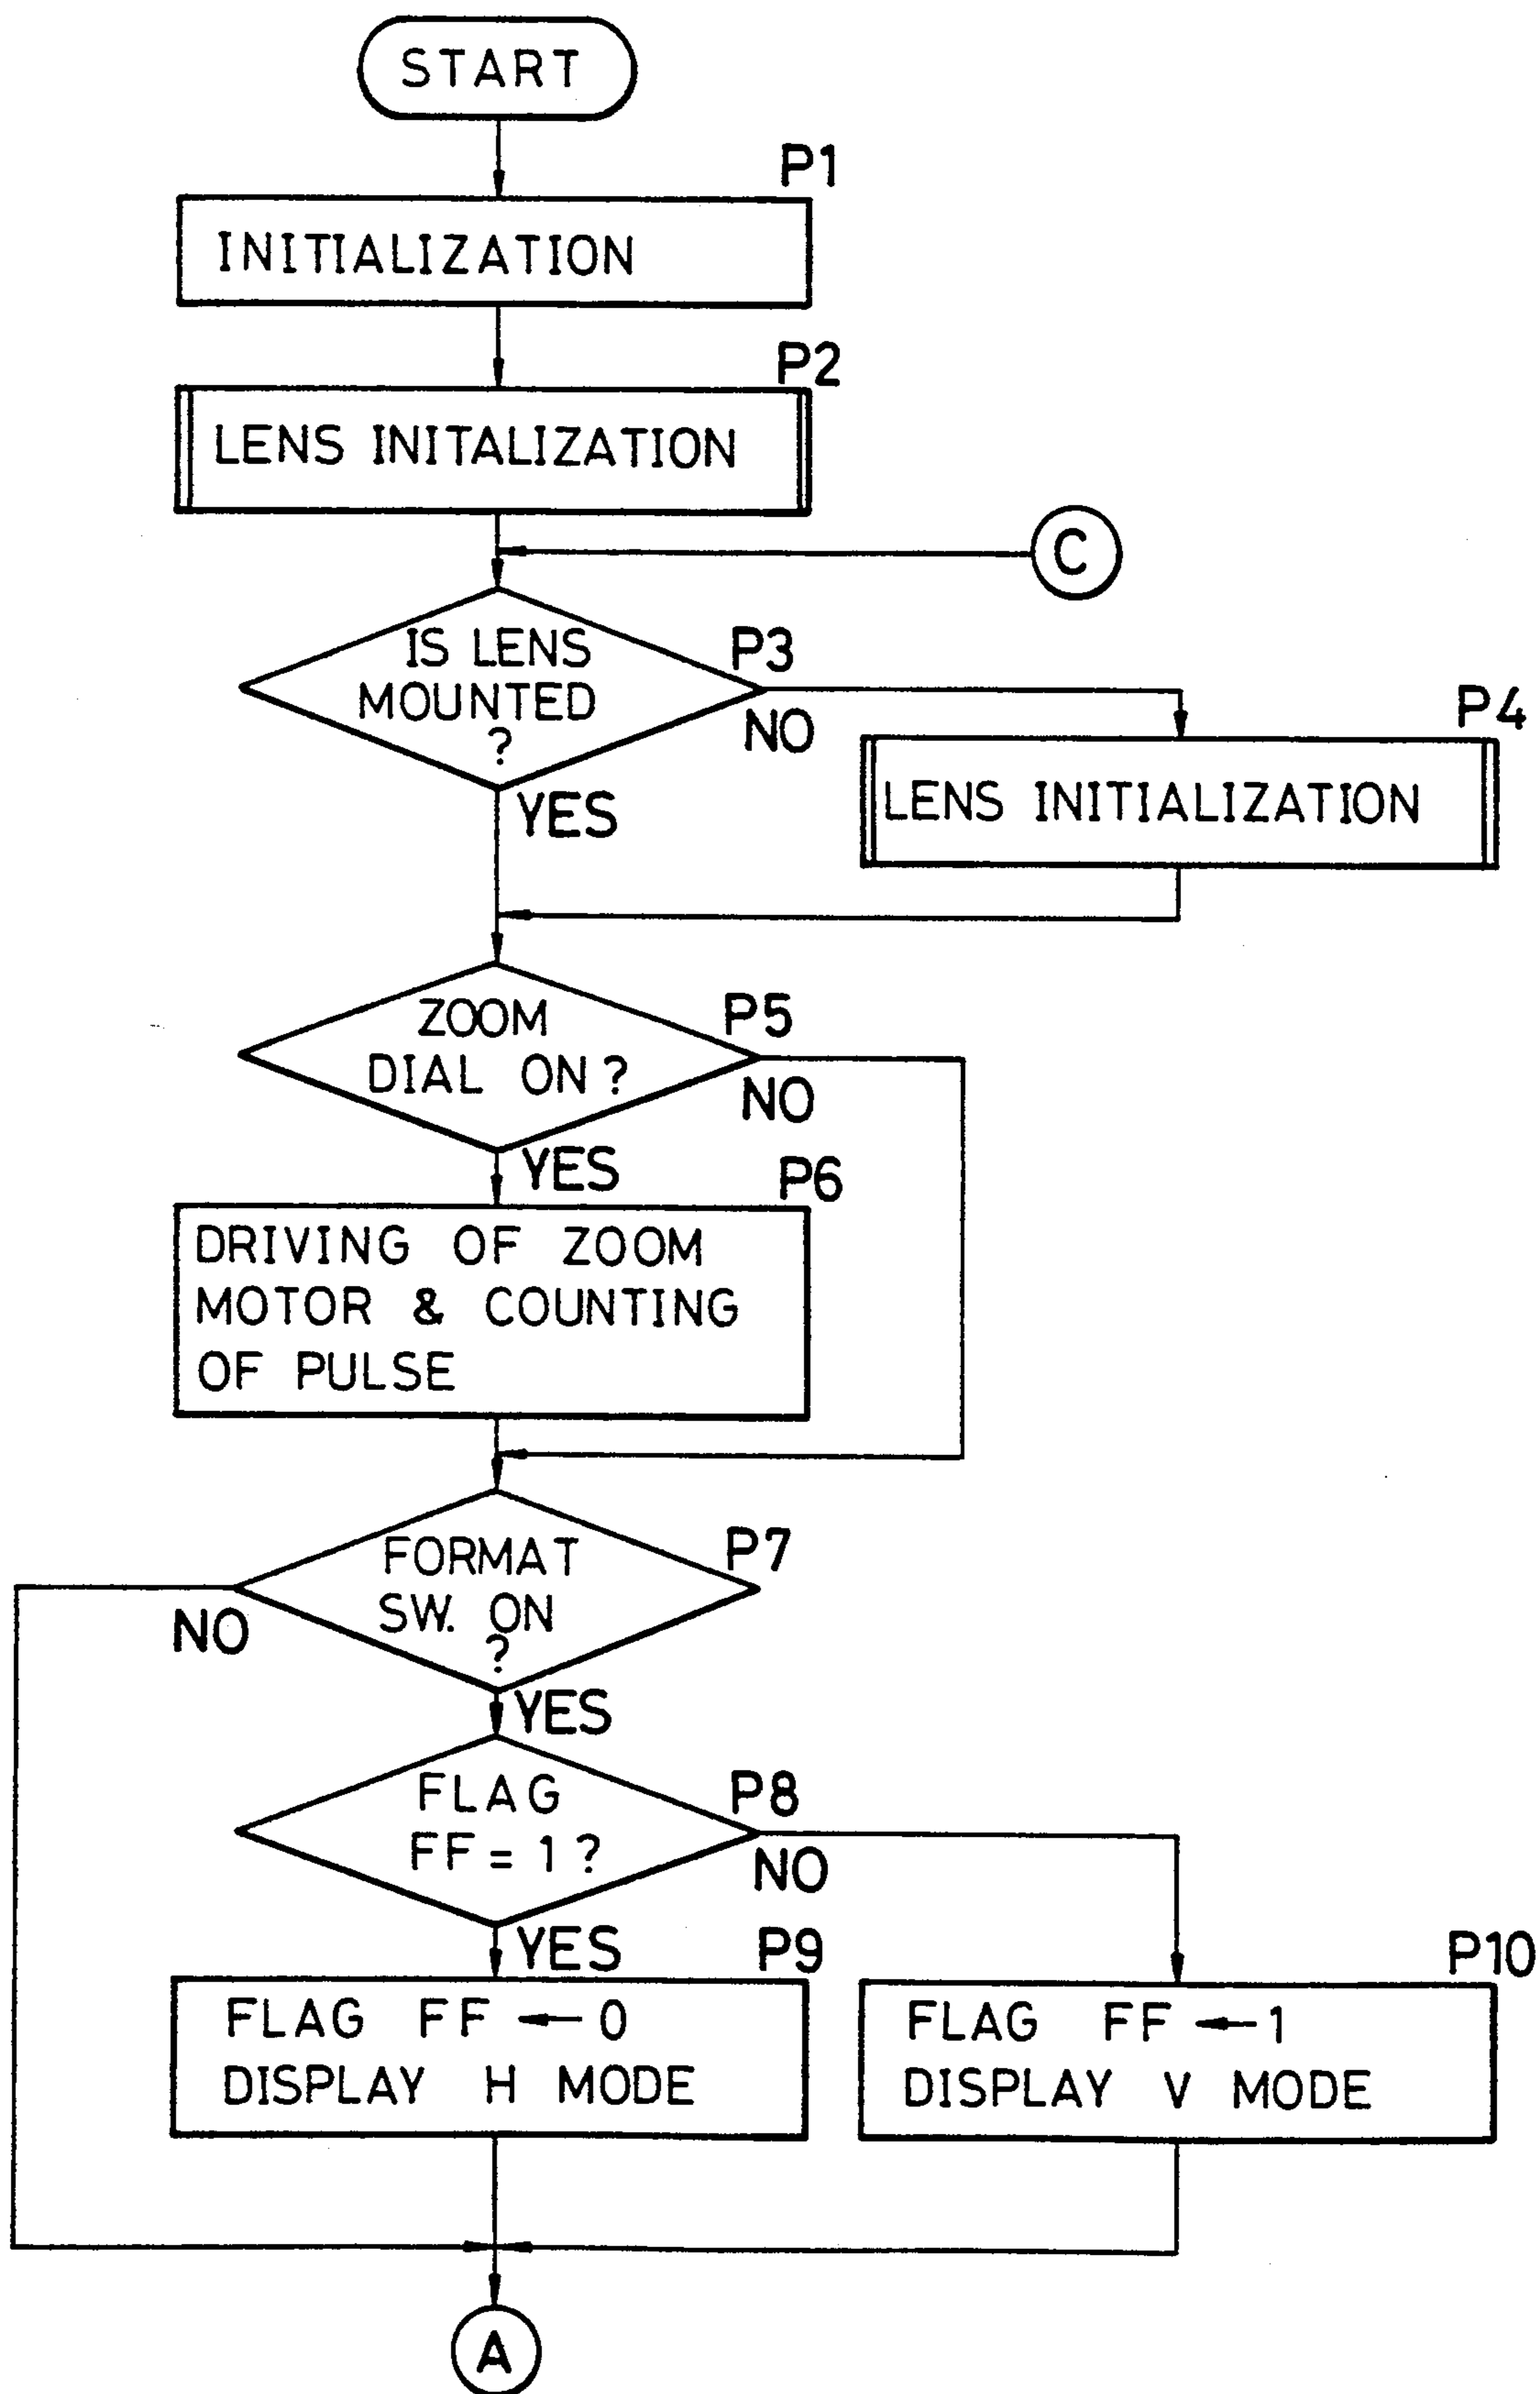 START
P1
INITIALIZATION
P2
LENS INITALIZATION
C
IS LENS
MOUNTED
?
P3
NO
YES
P4
LENS INITIALIZATION
ZOOM
DIAL ON?
P5
NO
YES
P6
DRIVING OF ZOOM
MOTOR & COUNTING
OF PULSE
FORMAT
SW. ON
?
P7
NO
YES
FLAG
FF = 1?
P8
NO
YES
P9
FLAG FF ← 0
DISPLAY H MODE
P10
FLAG FF ← 1
DISPLAY V MODE
A